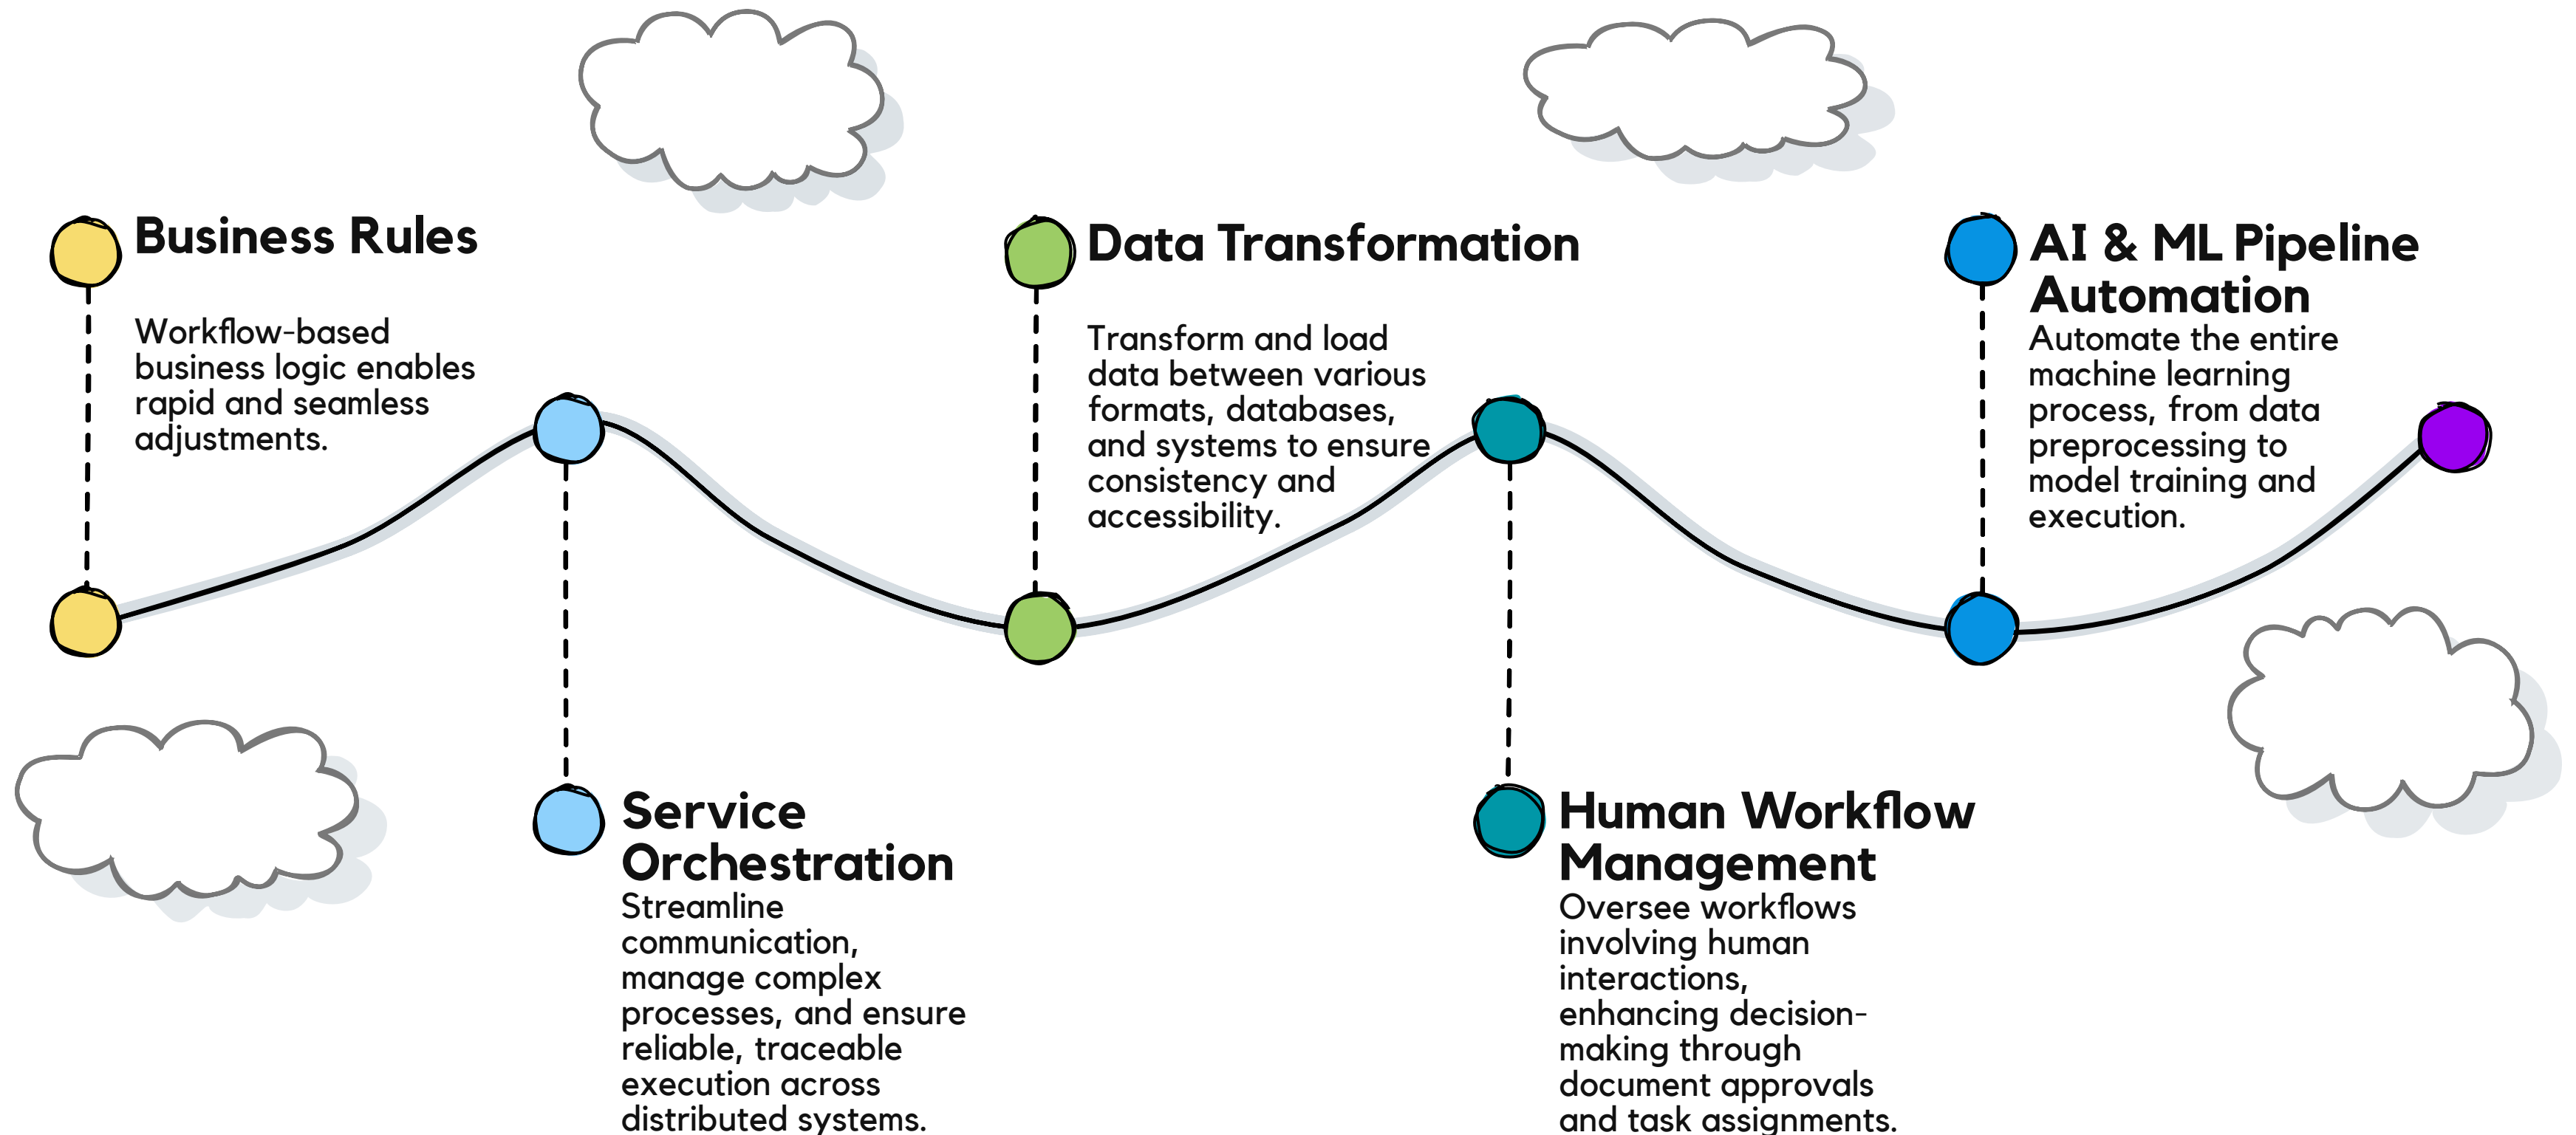 Business Rules
Workflow-based
business logic enables
rapid and seamless
adjustments.
Service
Orchestration
Streamline
communication,
manage complex
processes, and ensure
reliable, traceable
execution across
distributed systems.
Data Transformation
Transform and load
data between various
formats, databases,
and systems to ensure
consistency and
accessibility.
Human Workflow
Management
Oversee workflows
involving human
interactions,
enhancing decision-
making through
document approvals
and task assignments.
AI & ML Pipeline
Automation
Automate the entire
machine learning
process, from data
preprocessing to
model training and
execution.